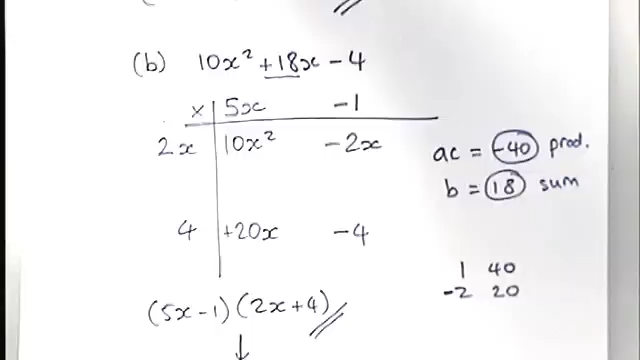 (b) 10x² +18x - 4
x 5x -1
2x 10x² -2x
4 +20x -4
ac = -40 prod.
b = 18 sum
1 40
-2 20
(5x-1)(2x+4)
↓